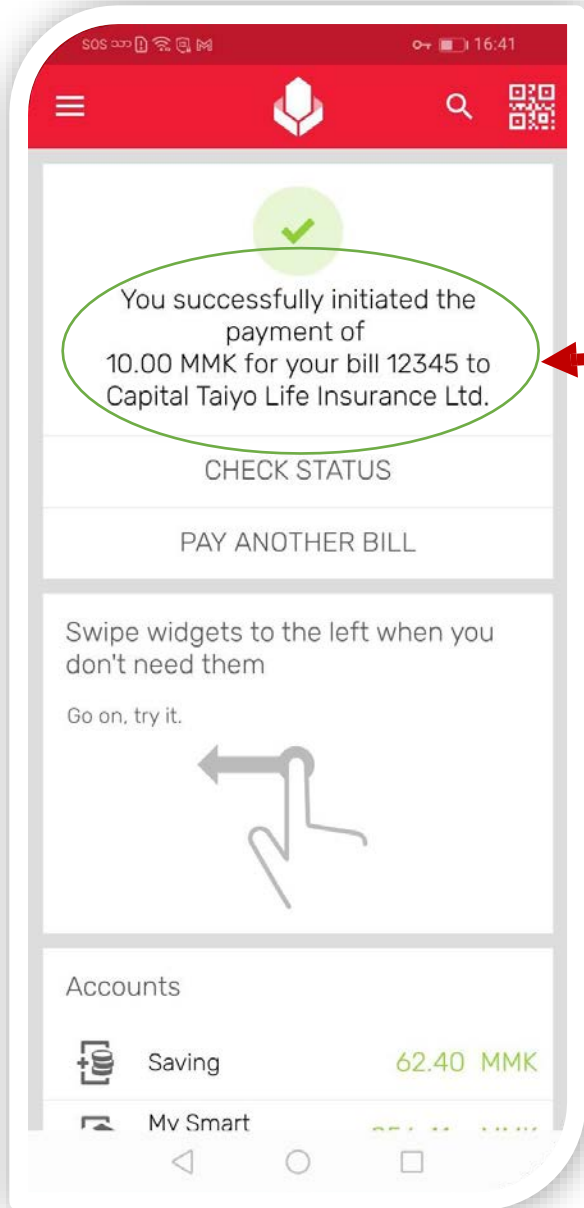 SOS 16:41
You successfully initiated the
payment of
10.00 MMK for your bill 12345 to
Capital Taiyo Life Insurance Ltd.
CHECK STATUS
PAY ANOTHER BILL
Swipe widgets to the left when you
don't need them
Go on, try it.
Accounts
Saving 62.40 MMK
My Smart